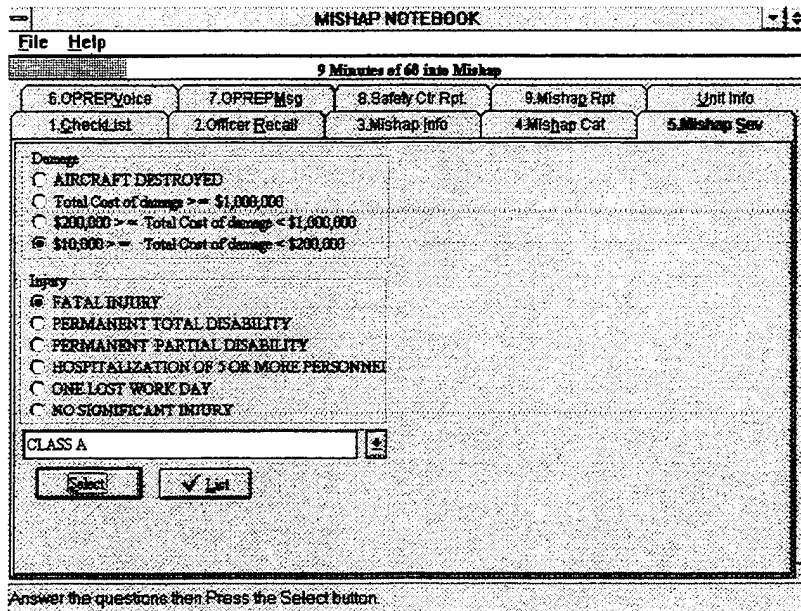 MISHAP NOTEBOOK
File Help
9 Minutes of 60 into Mishap
6.OPREPVoice 7.OPREPMsg 8.Safety Ctr Rpt. 9.Mishap Rpt Unit Info
1.CheckList 2.Officer Recall 3.Mishap Info 4.Mishap Cat 5.Mishap Sev
Damage
AIRCRAFT DESTROYED
Total Cost of damage >= $1,000,000
$200,000 >= Total Cost of damage < $1,000,000
$10,000 >= Total Cost of damage < $200,000
Injury
FATAL INJURY
PERMANENT TOTAL DISABILITY
PERMANENT PARTIAL DISABILITY
HOSPITALIZATION OF 5 OR MORE PERSONNEL
ONE LOST WORK DAY
NO SIGNIFICANT INJURY
CLASS A
Select List
Answer the questions then Press the Select button.